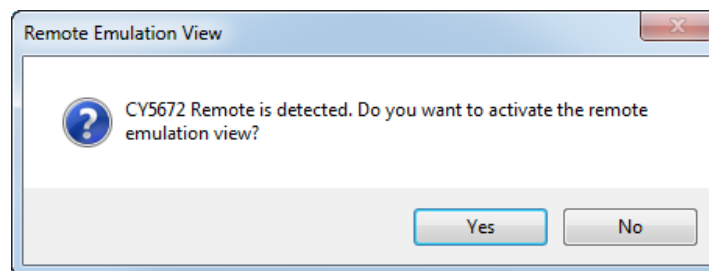 Remote Emulation View
CY5672 Remote is detected. Do you want to activate the remote
emulation view?
Yes
No